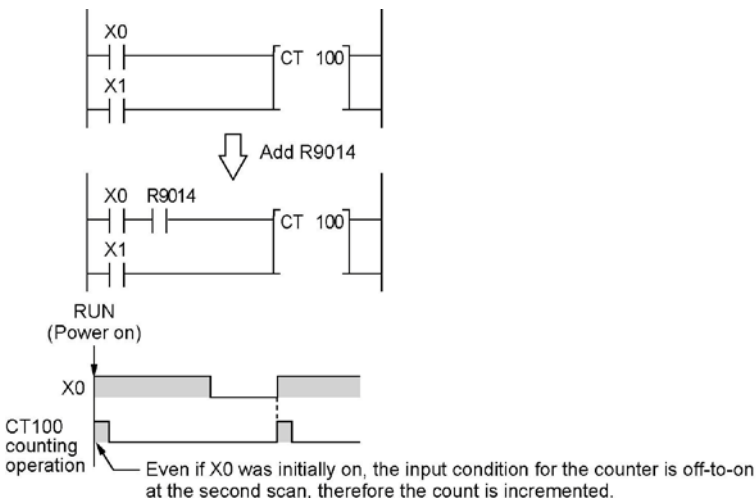 X0
CT 100
X1
Add R9014
X0 R9014
CT 100
X1
RUN
(Power on)
X0
CT100
counting
operation
Even if X0 was initially on, the input condition for the counter is off-to-on
at the second scan, therefore the count is incremented.